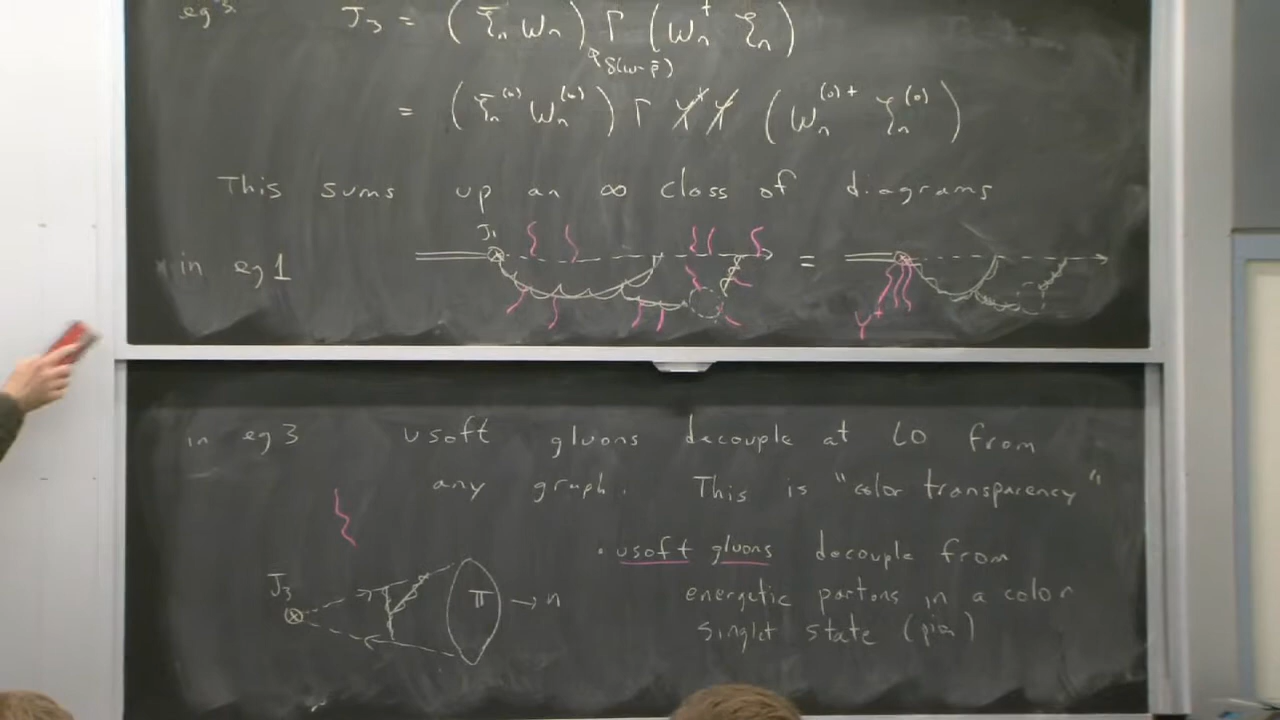 eg 3. J₃ = (ξ̄ₙ Wₙ) Γ (Wₙ† ξₙ)
δ(ω-P̄)
= (ξ̄ₙ⁽⁰⁾ Wₙ⁽⁰⁾) Γ Y† Y (Wₙ⁽⁰⁾† ξₙ⁽⁰⁾)
This sums up an ∞ class of diagrams
in eg 1
J₁
=
Y†
in eg 3 usoft gluons decouple at LO from
any graph. This is "color transparency"
• usoft gluons decouple from
energetic partons in a color
singlet state (pion)
J₃
π → n